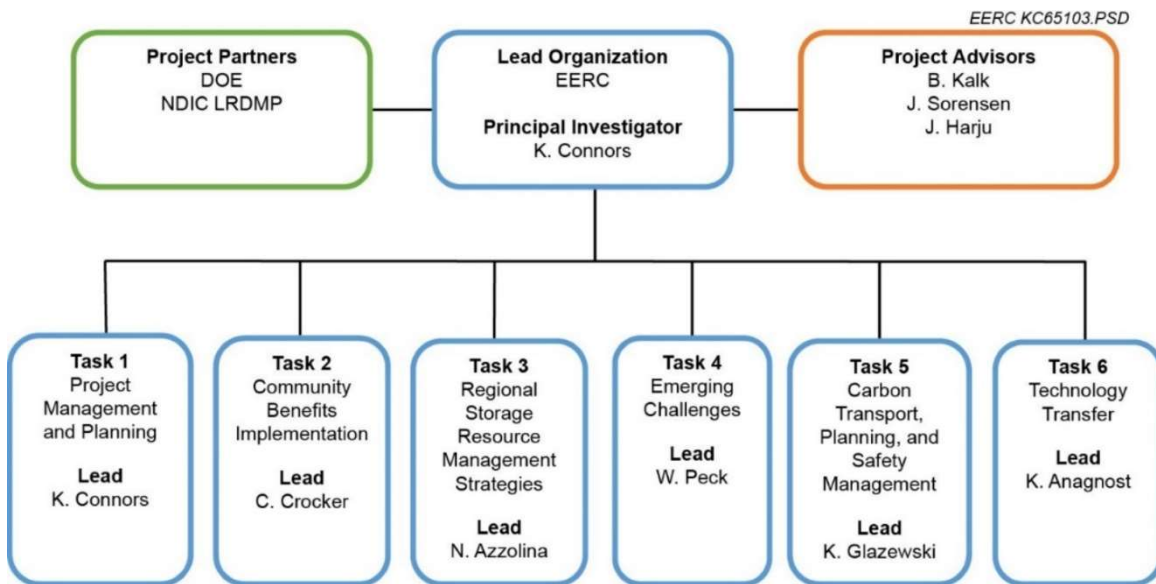 EERC KC65103.PSD
Project Partners
DOE
NDIC LRDMP
Lead Organization
EERC
Principal Investigator
K. Connors
Project Advisors
B. Kalk
J. Sorensen
J. Harju
Task 1
Project
Management
and Planning
Lead
K. Connors
Task 2
Community
Benefits
Implementation
Lead
C. Crocker
Task 3
Regional
Storage
Resource
Management
Strategies
Lead
N. Azzolina
Task 4
Emerging
Challenges
Lead
W. Peck
Task 5
Carbon
Transport,
Planning, and
Safety
Management
Lead
K. Glazewski
Task 6
Technology
Transfer
Lead
K. Anagnost